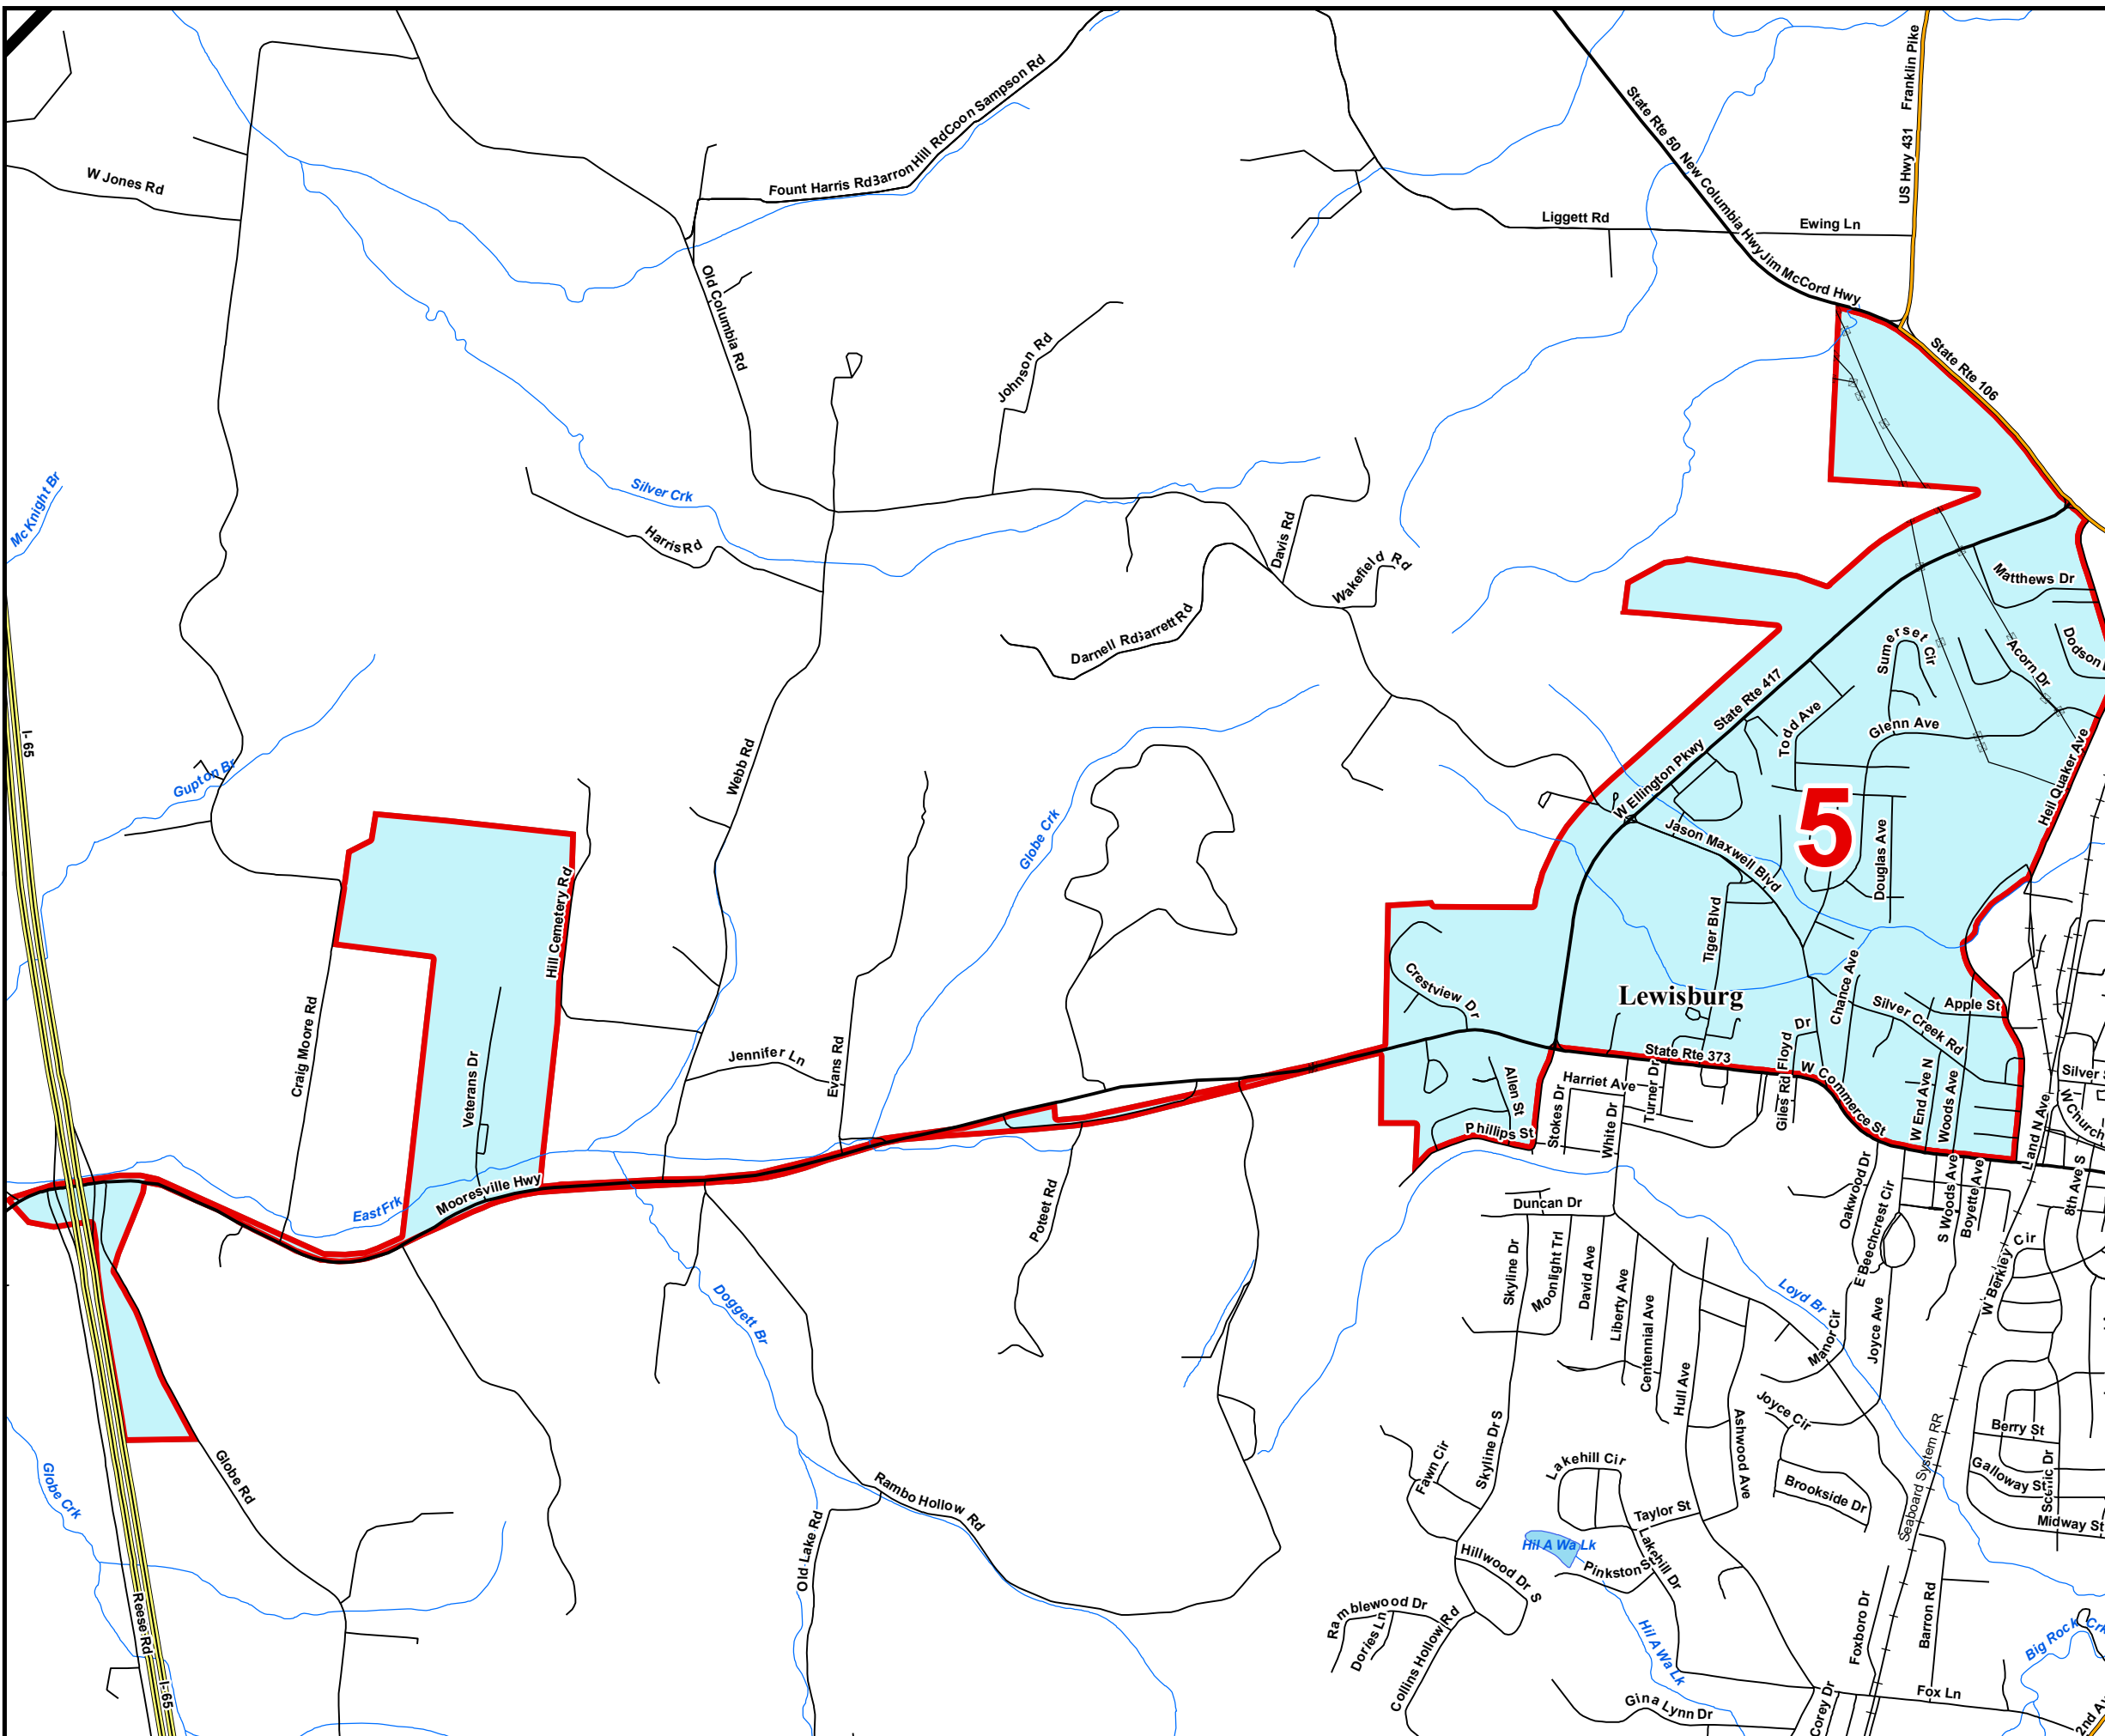 Franklin Pike
US Hwy 431
State Rte 50
New Columbia Hwy
Jim McCord Hwy
Coon Sampson Rd
Barron Hill Rd
Fount Harris Rd
W Jones Rd
Liggett Rd
Ewing Ln
Old Columbia Rd
Johnson Rd
State Rte 106
McKnight Br
Silver Crk
Harris Rd
Davis Rd
Wakefield Rd
Darnell Rd
Garrett Rd
Matthews Dr
Sumerset Cir
Acorn Dr
Dodson
State Rte 417
Todd Ave
Glenn Ave
I-65
Gupton Br
Webb Rd
Globe Crk
W Ellington Pkwy
Heil Quaker Ave
5
Jason Maxwell Blvd
Douglas Ave
Hill Cemetery Rd
Tiger Blvd
Crestview Dr
Lewisburg
Chance Ave
Silver Creek Rd
Apple St
Craig Moore Rd
Veterans Dr
Jennifer Ln
Evans Rd
State Rte 373
Floyd Dr
W Commerce St
Allen St
Harriet Ave
Turner Dr
Giles Rd
W End Ave N
Woods Ave
Land N Ave
Silver
W Church
Phillips St
Stokes Dr
White Dr
East Frk
Mooresville Hwy
Poteet Rd
Duncan Dr
Oakwood Dr
E Beechcrest Cir
S Woods Ave
Boyette Ave
8th Ave S
W Berkley Cir
Skyline Dr
Moonlight Trl
David Ave
Liberty Ave
Centennial Ave
Loyd Br
Manor Cir
Joyce Ave
Doggett Br
Hull Ave
Joyce Cir
Ashwood Ave
Skyline Dr S
Fawn Cir
Lakehill Cir
Brookside Dr
Berry St
Galloway St
Scenic Dr
Midway St
Seaboard System RR
Globe Rd
Globe Crk
Rambo Hollow Rd
Old Lake Rd
Taylor St
Hil A Wa Lk
Pinkston St
Lakehill Dr
Hillwood Dr S
Ramblewood Dr
Dories Ln
Collins Hollow Rd
Hil A Wa Lk
Foxboro Dr
Barron Rd
Big Rock Crk
Reese Rd
I-65
Gina Lynn Dr
Corey Dr
Fox Ln
2nd Av